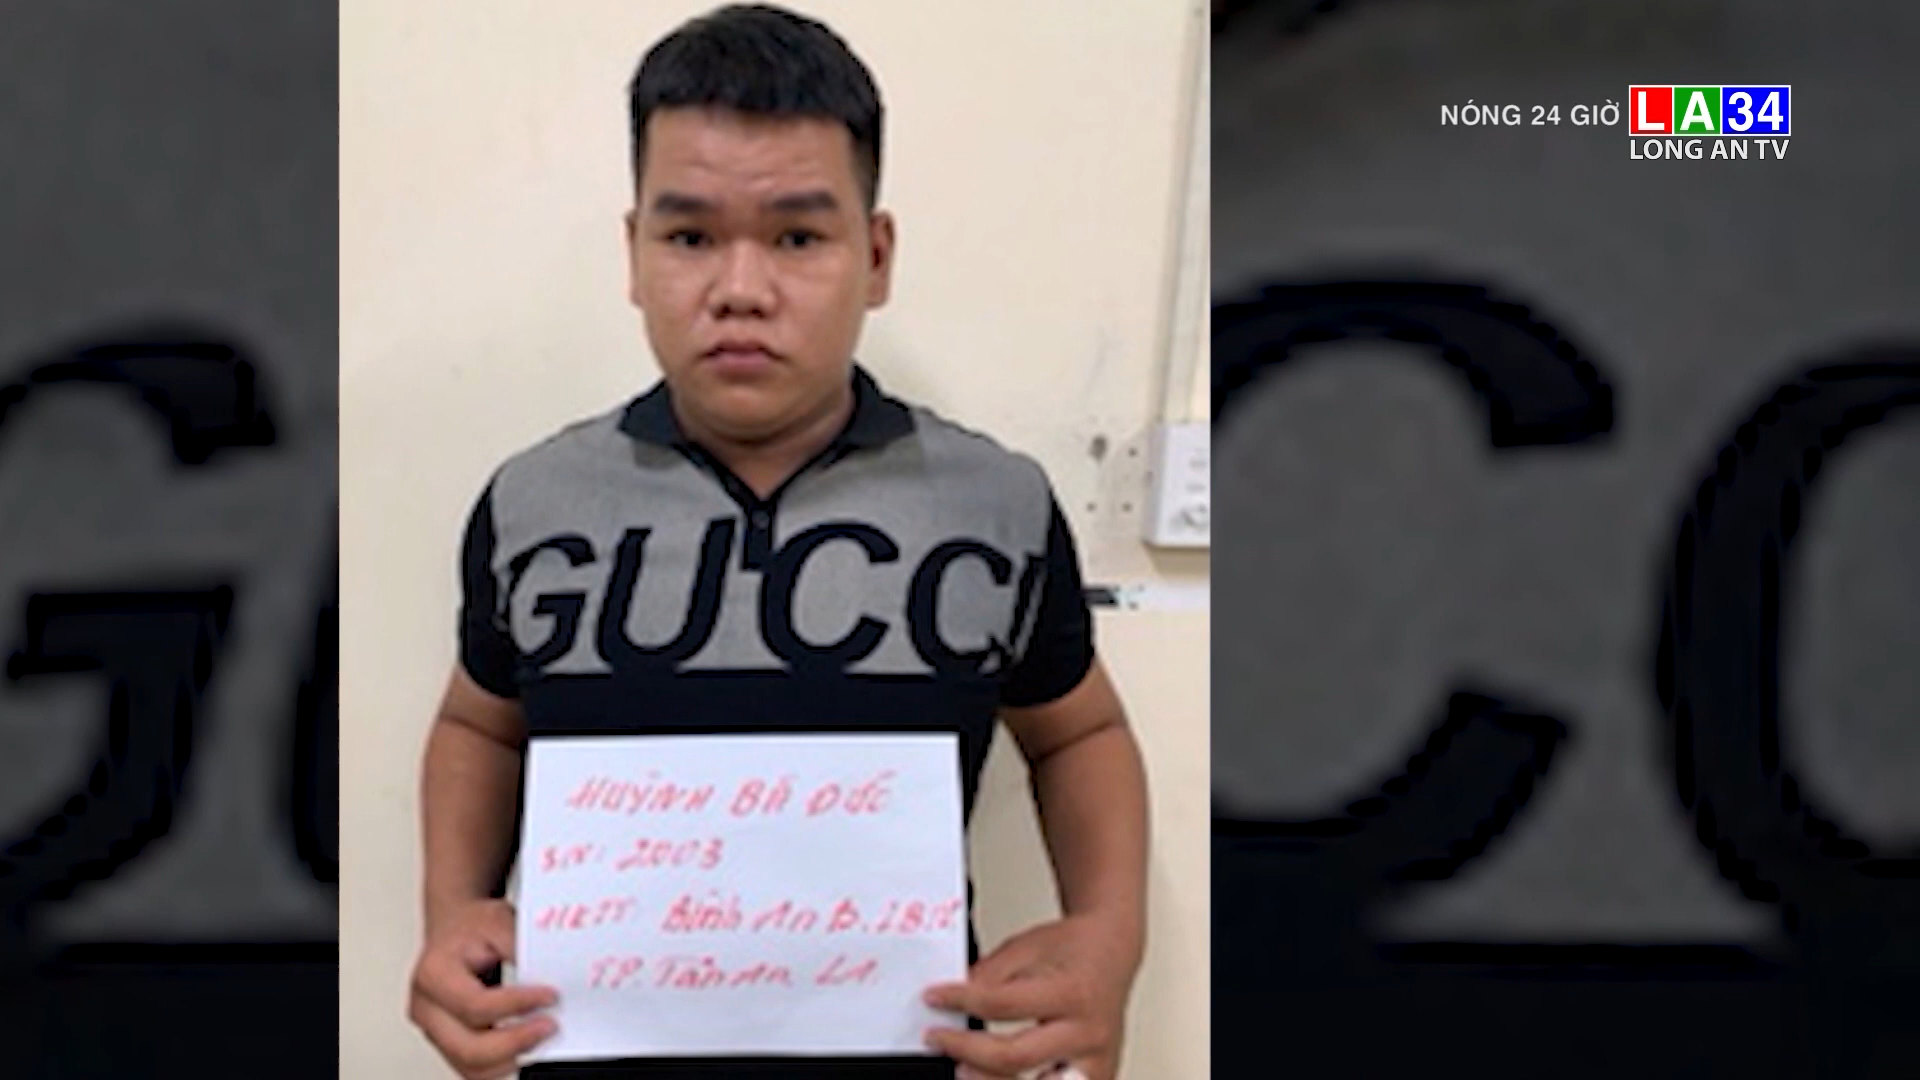 NÓNG 24 GIỜ LA34
LONG AN TV
GUCCI
HUỲNH BÁ ĐỨC
SN: 2003
HKTT: Bình An B.
TP. Tân An, LA.